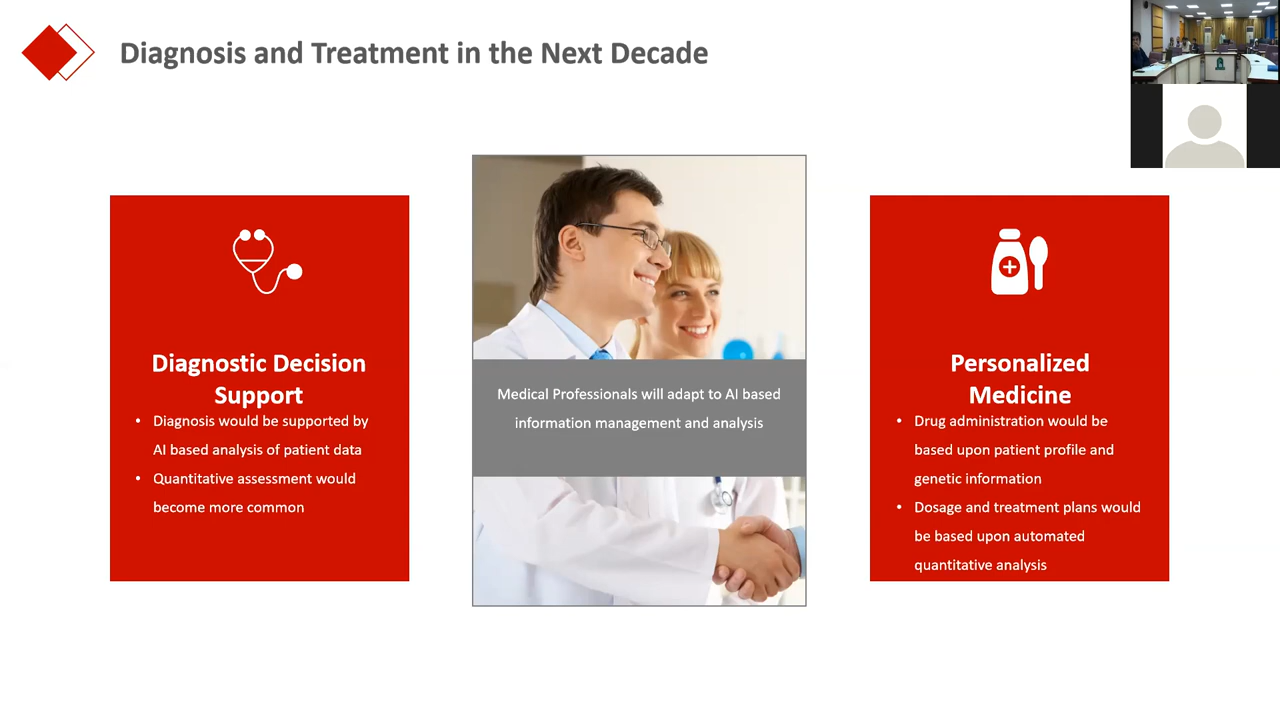 Diagnosis and Treatment in the Next Decade
Diagnostic Decision
Support
• Diagnosis would be supported by
AI based analysis of patient data
• Quantitative assessment would
become more common
Medical Professionals will adapt to AI based
information management and analysis
Personalized
Medicine
• Drug administration would be
based upon patient profile and
genetic information
• Dosage and treatment plans would
be based upon automated
quantitative analysis